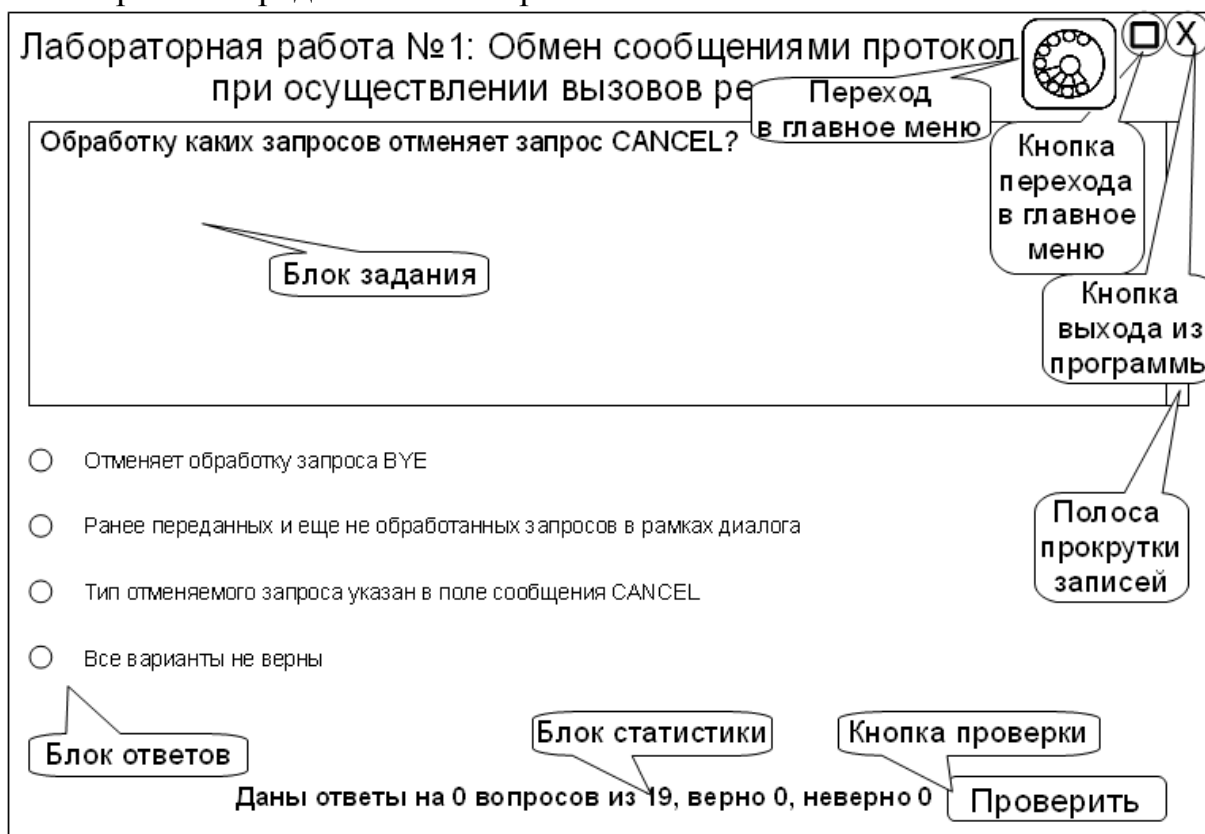 Лабораторная работа №1: Обмен сообщениями протокол
при осуществлении вызовов ре
Переход
в главное меню
Обработку каких запросов отменяет запрос CANCEL?
Кнопка
перехода
в главное
меню
Блок задания
Кнопка
выхода из
программы
Отменяет обработку запроса BYE
Ранее переданных и еще не обработанных запросов в рамках диалога
Полоса
прокрутки
записей
Тип отменяемого запроса указан в поле сообщения CANCEL
Все варианты не верны
Блок ответов
Блок статистики
Кнопка проверки
Даны ответы на 0 вопросов из 19, верно 0, неверно 0
Проверить